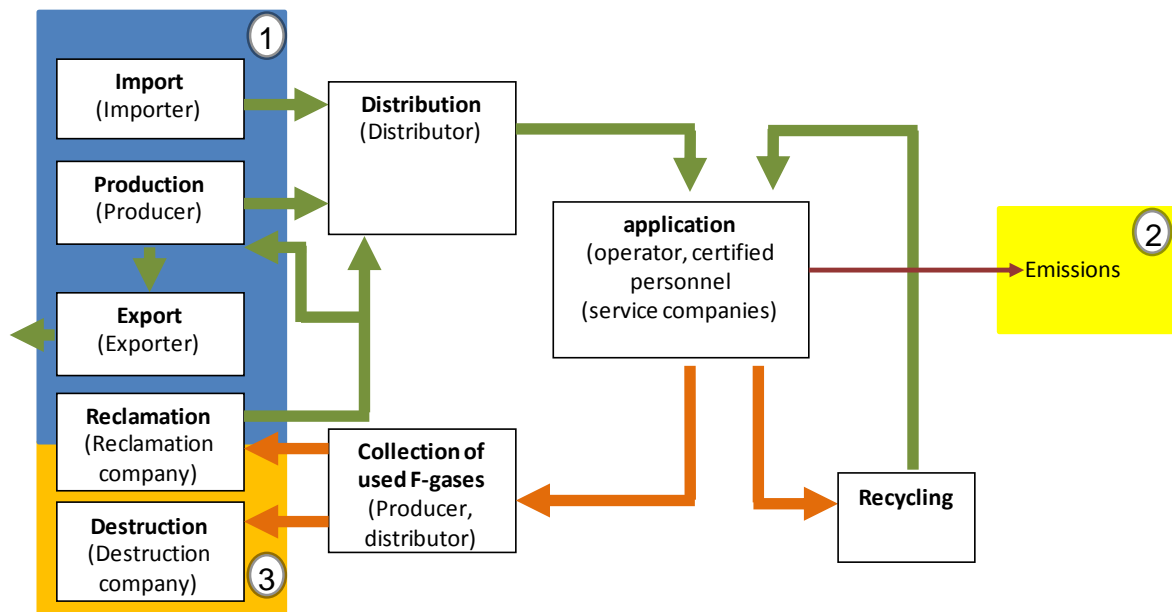 1
Import
(Importer)
Distribution
(Distributor)
Production
(Producer)
application
(operator, certified
personnel
(service companies)
2
Emissions
Export
(Exporter)
Reclamation
(Reclamation
company)
Collection of
used F-gases
(Producer,
distributor)
Recycling
Destruction
(Destruction
company)
3